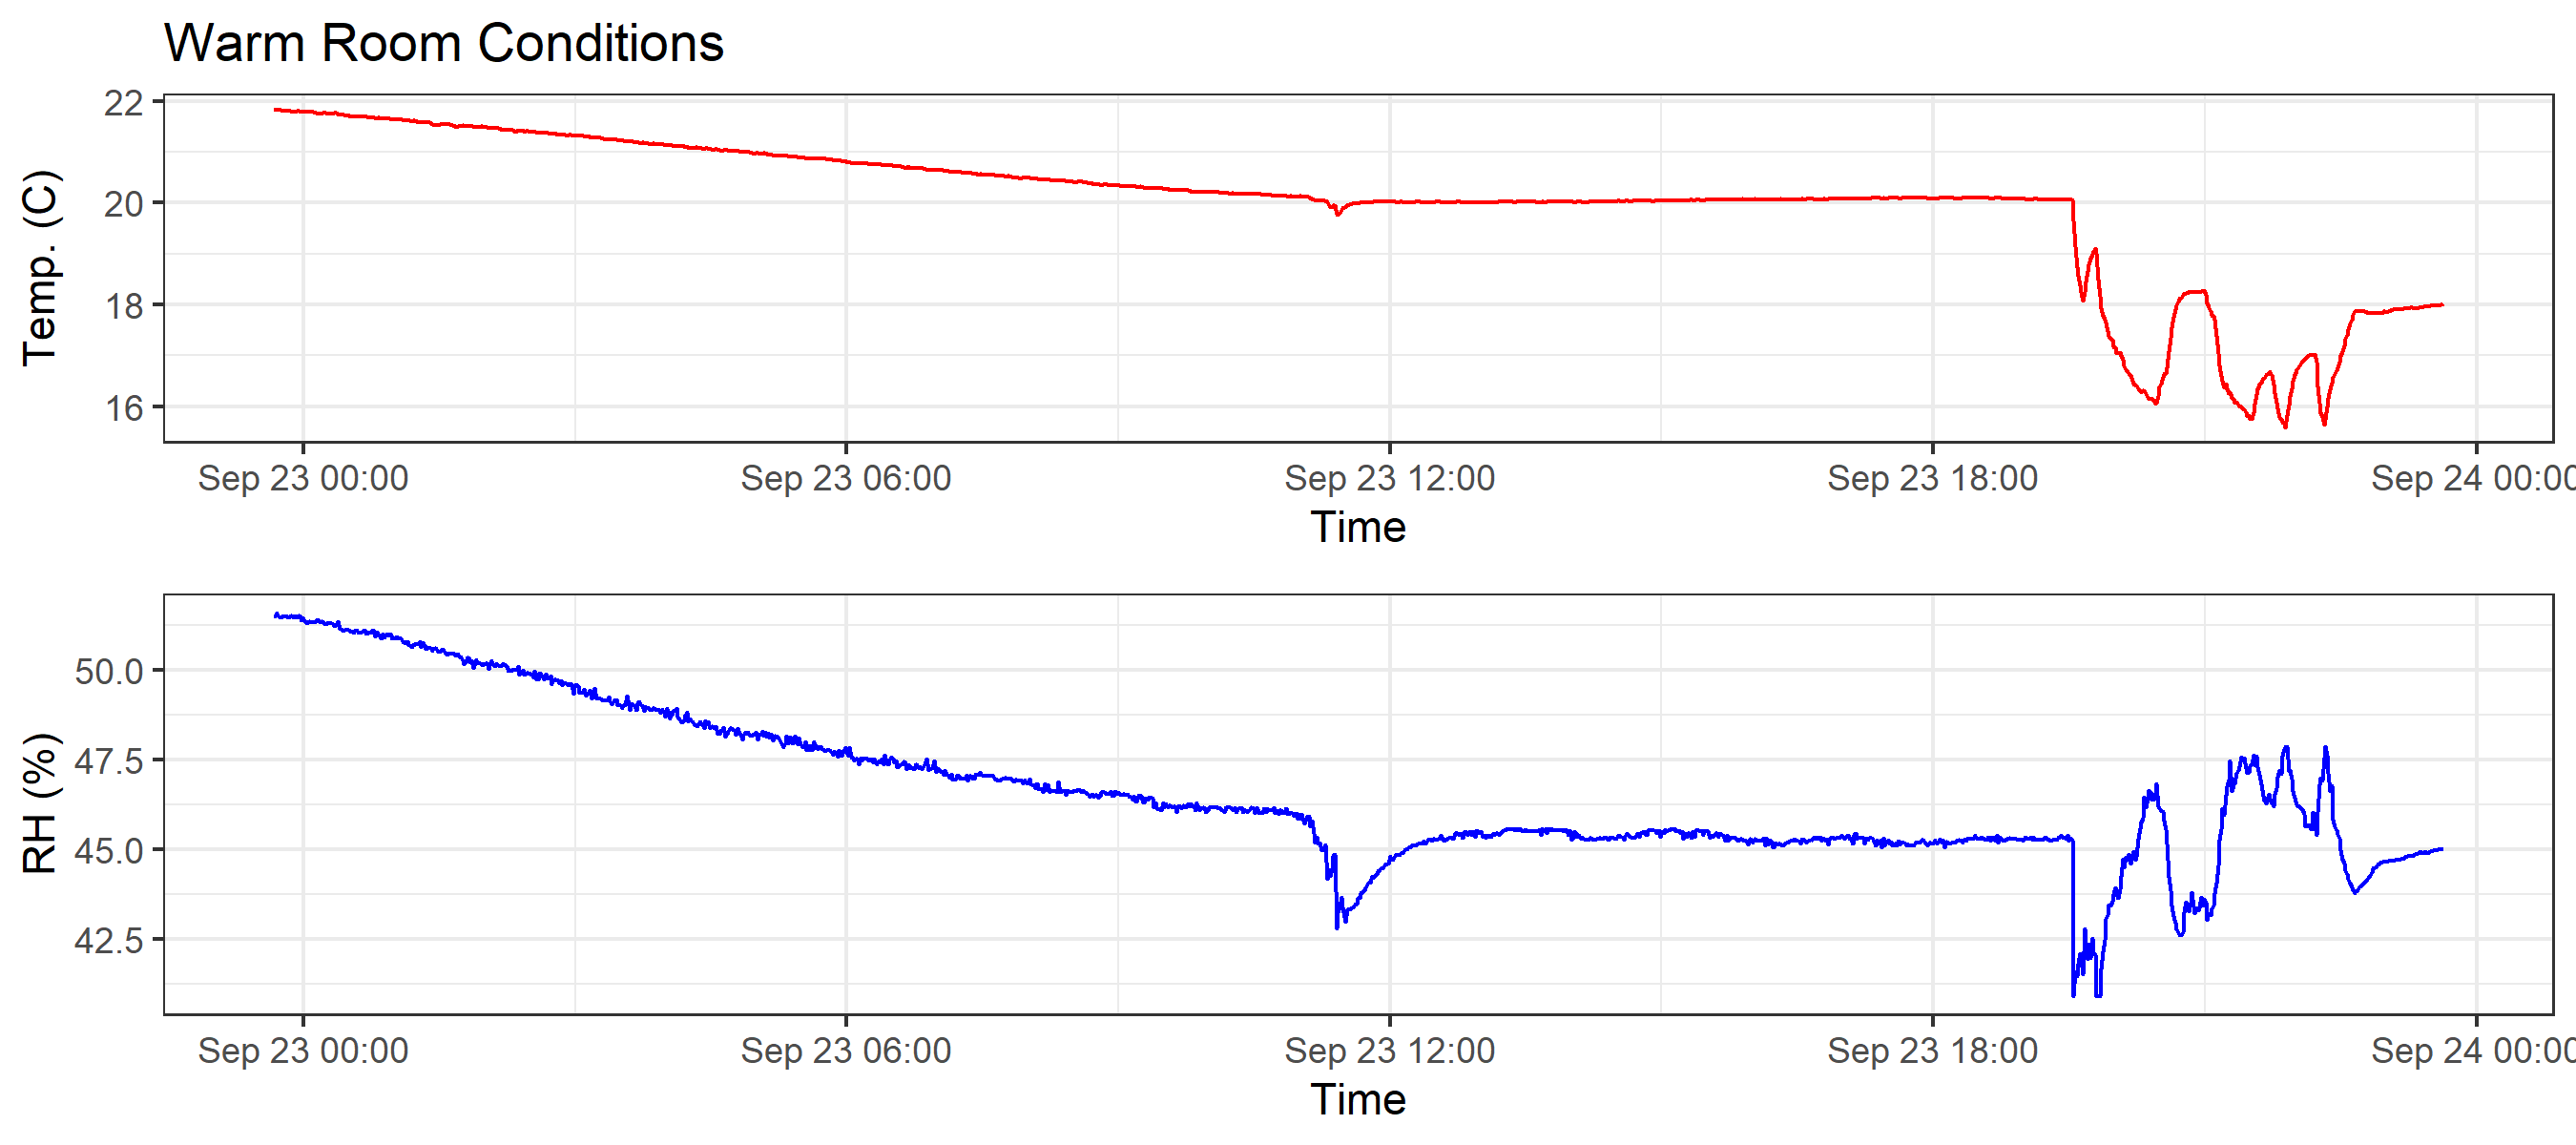 Warm Room Conditions
Temp. (C)
22
20
18
16
Sep 23 00:00 Sep 23 06:00 Sep 23 12:00 Sep 23 18:00 Sep 24 00:00
Time
RH (%)
50.0
47.5
45.0
42.5
Sep 23 00:00 Sep 23 06:00 Sep 23 12:00 Sep 23 18:00 Sep 24 00:00
Time